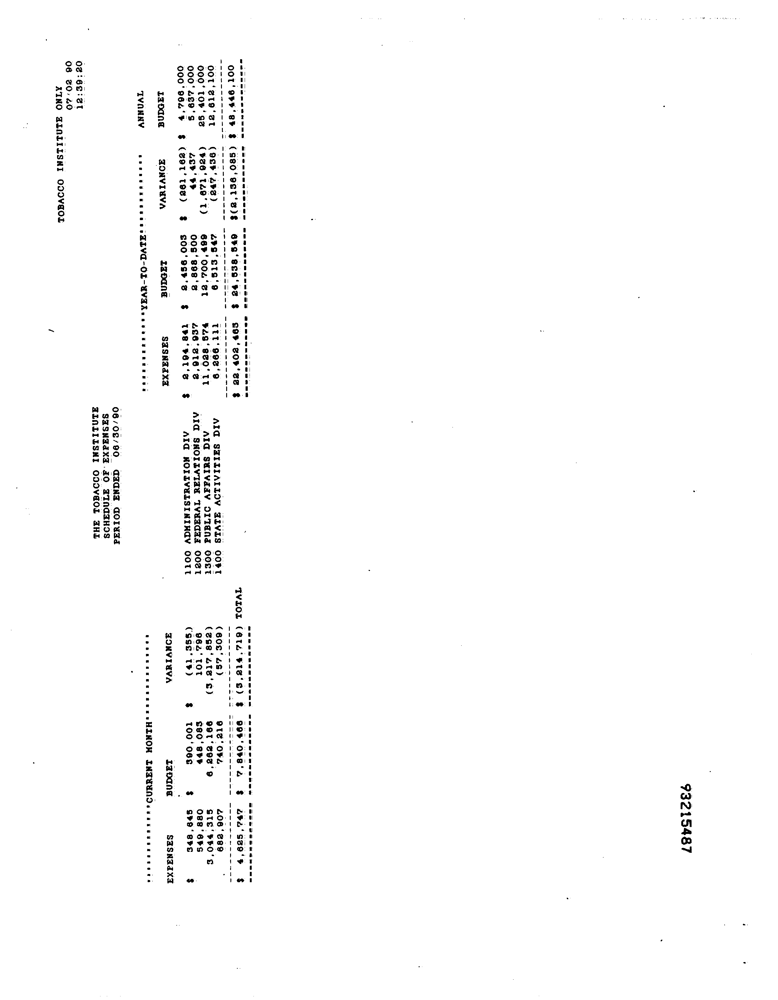 TOBACCO INSTITUTE ONLY
07/02 90
12:39:20
THE TOBACCO INSTITUTE
SCHEDULE OF EXPENSES
PERIOD ENDED 06/30/90
**************CURRENT MONTH************** **************YEAR-TO-DATE************** ANNUAL
EXPENSES BUDGET VARIANCE EXPENSES BUDGET VARIANCE BUDGET
$ 348,645 $ 390,001 $ (41,355) 1100 ADMINISTRATION DIV $ 2,194,841 $ 2,456,003 $ (261,162) $ 4,796,000
549,880 448,083 101,796 1200 FEDERAL RELATIONS DIV 2,912,937 2,868,500 44,437 5,637,000
3,044,315 6,262,166 (3,217,852) 1300 PUBLIC AFFAIRS DIV 11,028,574 12,700,499 (1,671,924) 25,401,000
682,907 740,216 (57,309) 1400 STATE ACTIVITIES DIV 6,266,111 6,513,547 (247,436) 12,612,100
$ 4,625,747 $ 7,840,466 $ (3,214,719) TOTAL $ 22,402,463 $ 24,538,549 $(2,136,085) $ 48,446,100
93215487